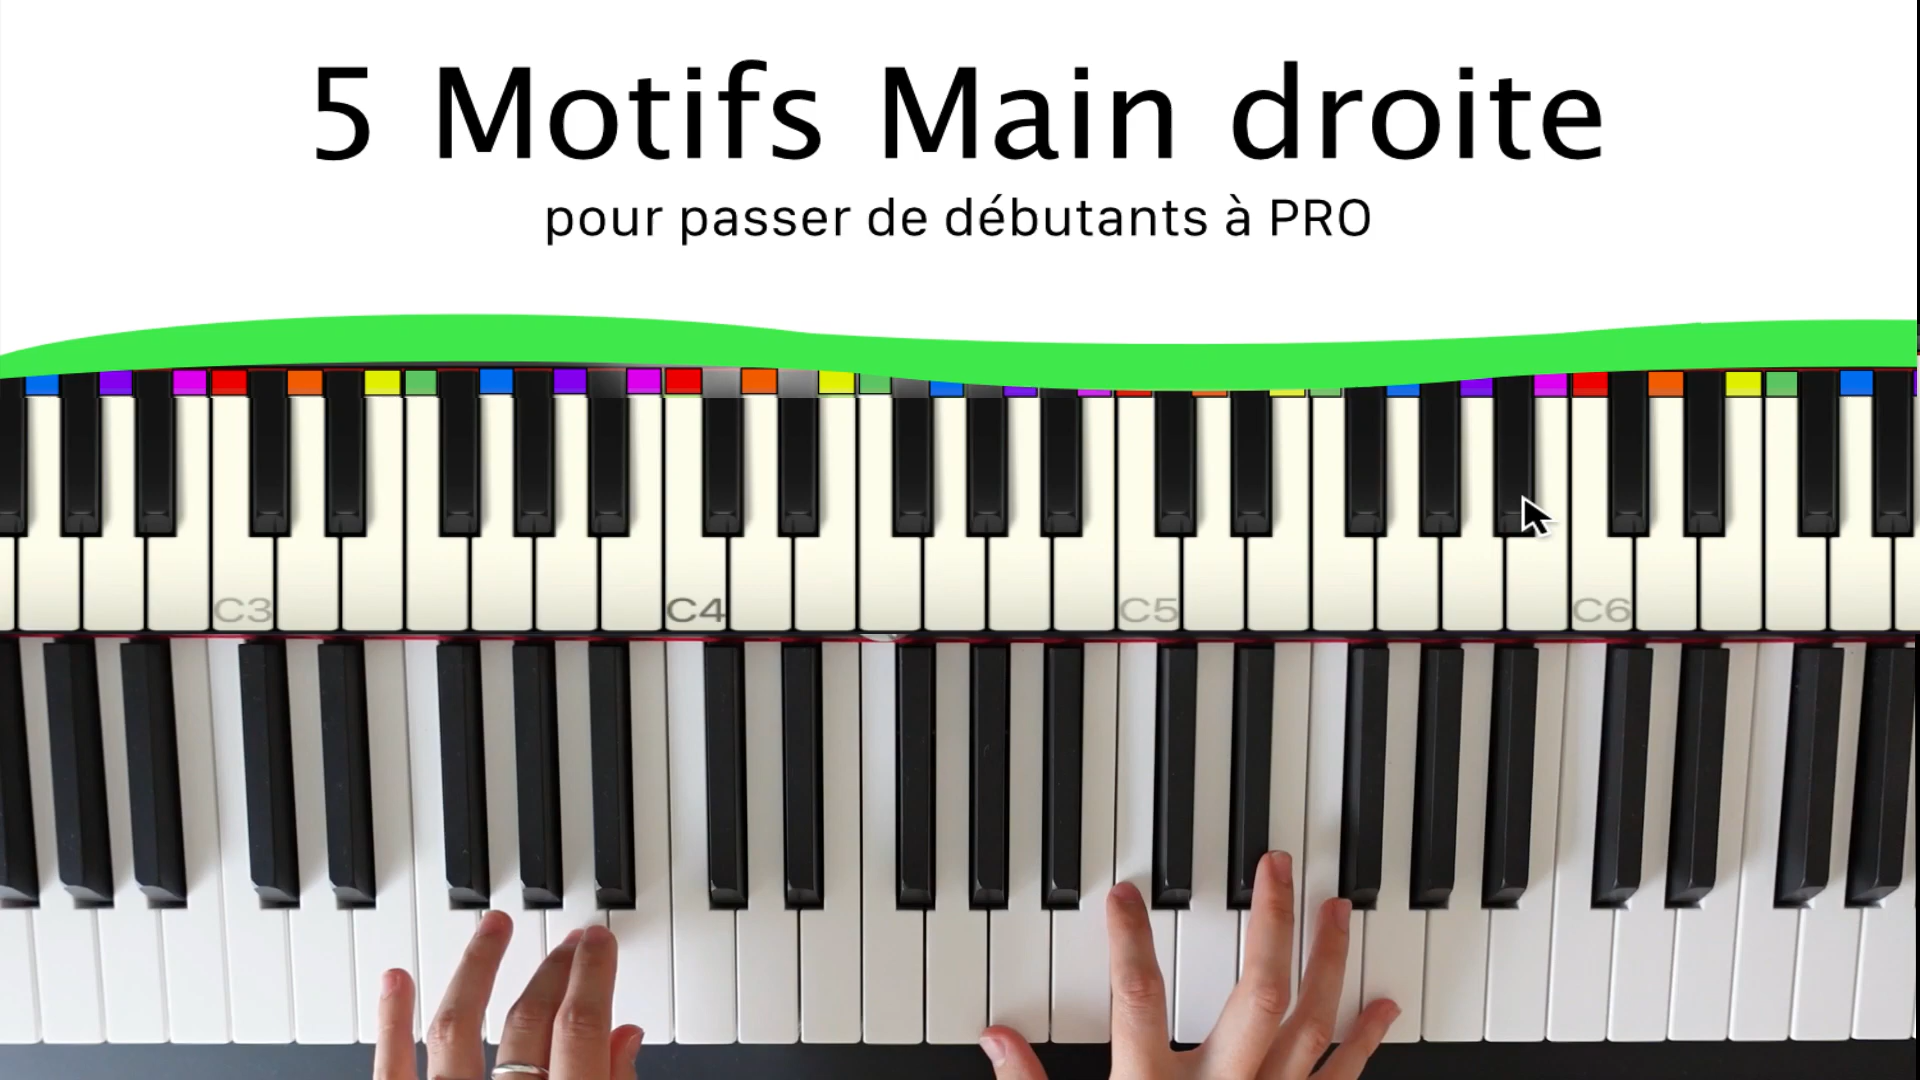 5 Motifs Main droite
pour passer de débutants à PRO
C3 C4 C5 C6